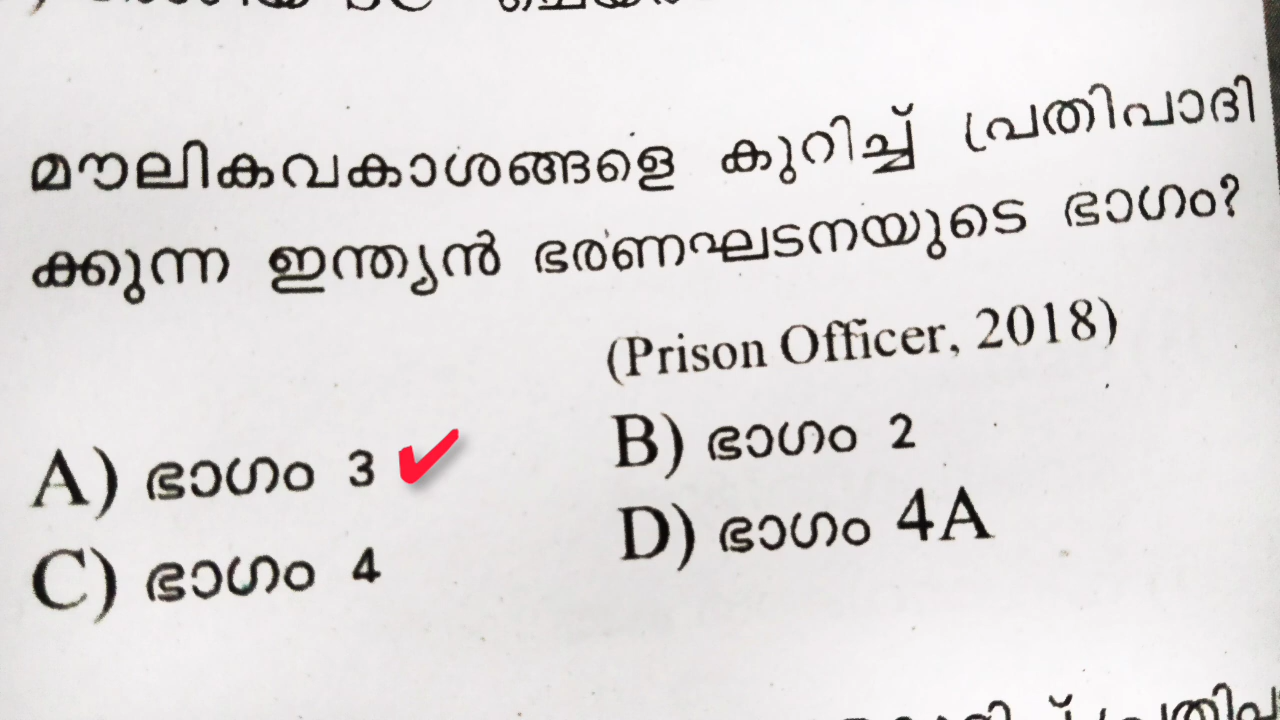 മൗലികവകാശങ്ങളെ കുറിച്ച് പ്രതിപാദി
ക്കുന്ന ഇന്ത്യൻ ഭരണഘടനയുടെ ഭാഗം?
(Prison Officer, 2018)
A) ഭാഗം 3 ✔
B) ഭാഗം 2
C) ഭാഗം 4
D) ഭാഗം 4A